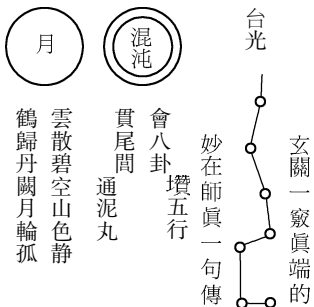 台光
玄關一竅眞端的
妙在師眞一句傳
混沌
會八卦
攢五行
貫尾閭
通泥丸
月
雲散碧空山色静
鶴歸丹闕月輪孤